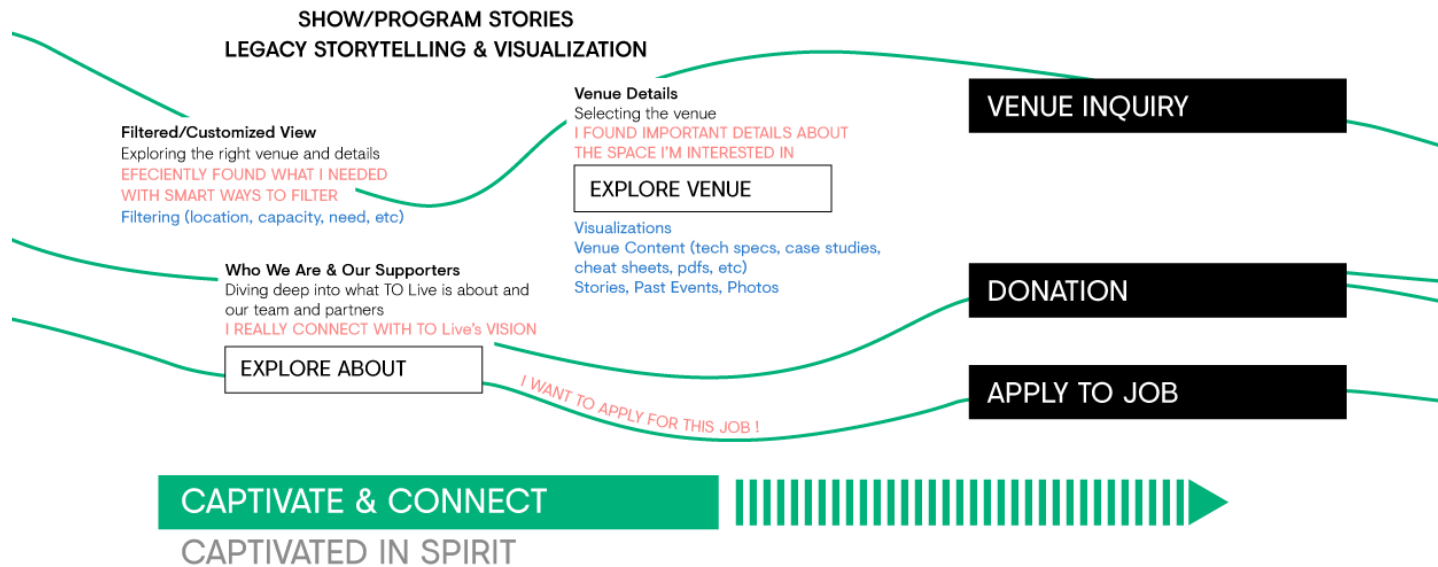 SHOW/PROGRAM STORIES
LEGACY STORYTELLING & VISUALIZATION
Filtered/Customized View
Exploring the right venue and details
EFECIENTLY FOUND WHAT I NEEDED
WITH SMART WAYS TO FILTER
Filtering (location, capacity, need, etc)
Venue Details
Selecting the venue
I FOUND IMPORTANT DETAILS ABOUT
THE SPACE I'M INTERESTED IN
EXPLORE VENUE
Visualizations
Venue Content (tech specs, case studies,
cheat sheets, pdfs, etc)
Stories, Past Events, Photos
VENUE INQUIRY
Who We Are & Our Supporters
Diving deep into what TO Live is about and
our team and partners
I REALLY CONNECT WITH TO Live's VISION
EXPLORE ABOUT
I WANT TO APPLY FOR THIS JOB !
DONATION
APPLY TO JOB
CAPTIVATE & CONNECT
CAPTIVATED IN SPIRIT